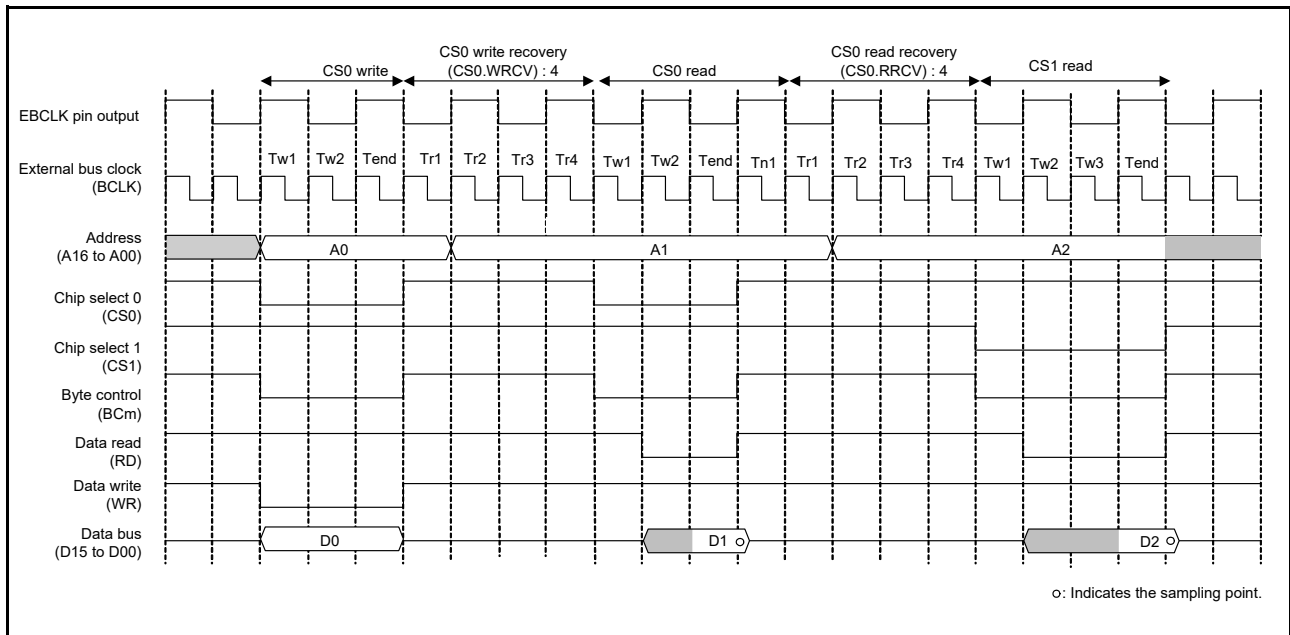 CS0 write
CS0 write recovery
(CS0.WRCV) : 4
CS0 read
CS0 read recovery
(CS0.RRCV) : 4
CS1 read
EBCLK pin output
External bus clock
(BCLK)
Tw1 Tw2 Tend Tr1 Tr2 Tr3 Tr4 Tw1 Tw2 Tend Tn1 Tr1 Tr2 Tr3 Tr4 Tw1 Tw2 Tw3 Tend
Address
(A16 to A00)
A0 A1 A2
Chip select 0
(CS0)
Chip select 1
(CS1)
Byte control
(BCm)
Data read
(RD)
Data write
(WR)
Data bus
(D15 to D00)
D0 D1 D2
o: Indicates the sampling point.